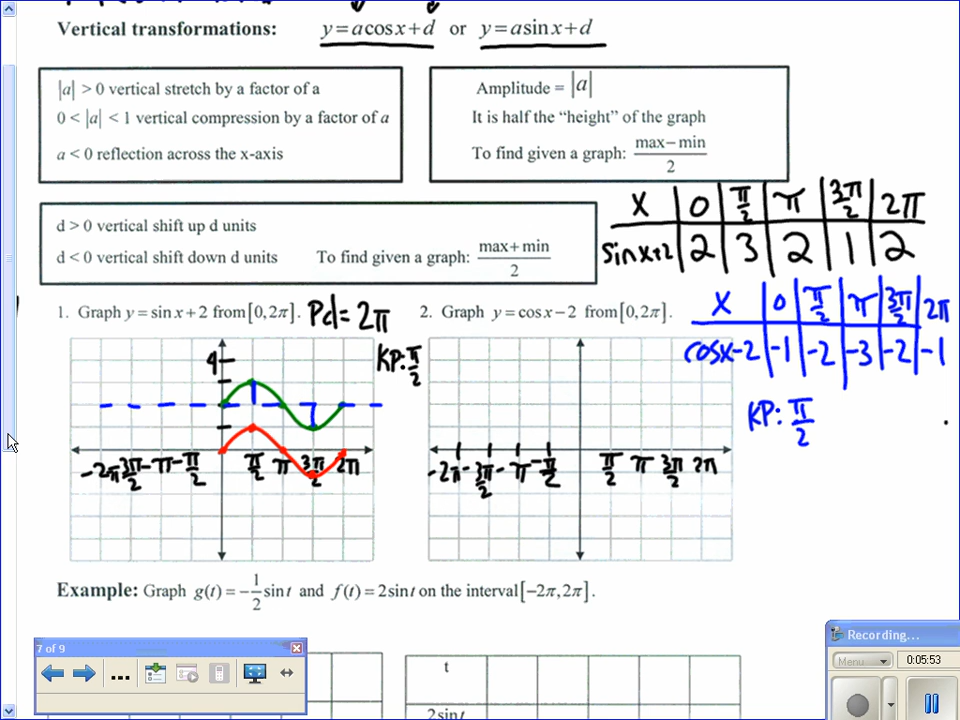 Vertical transformations: y = a cos x + d or y = a sin x + d
|a| > 0 vertical stretch by a factor of a
0 < |a| < 1 vertical compression by a factor of a
a < 0 reflection across the x-axis
Amplitude = |a|
It is half the “height” of the graph
To find given a graph: max − min / 2
d > 0 vertical shift up d units
d < 0 vertical shift down d units To find given a graph: max + min / 2
x 0 π/2 π 3π/2 2π
sinx+2 2 3 2 1 2
x 0 π/2 π 3π/2 2π
cosx-2 -1 -2 -3 -2 -1
KP: π/2
1. Graph y = sin x + 2 from [0, 2π]. Pd = 2π
KP: π/2
4
-2π -3π/2 -π -π/2 π/2 π 3π/2 2π
2. Graph y = cos x − 2 from [0, 2π].
-2π -3π/2 -π -π/2 π/2 π 3π/2 2π
Example: Graph g(t) = −1/2 sin t and f(t) = 2 sin t on the interval [−2π, 2π].
t
2 sin t
7 of 9
Recording...
Menu
0:05:53